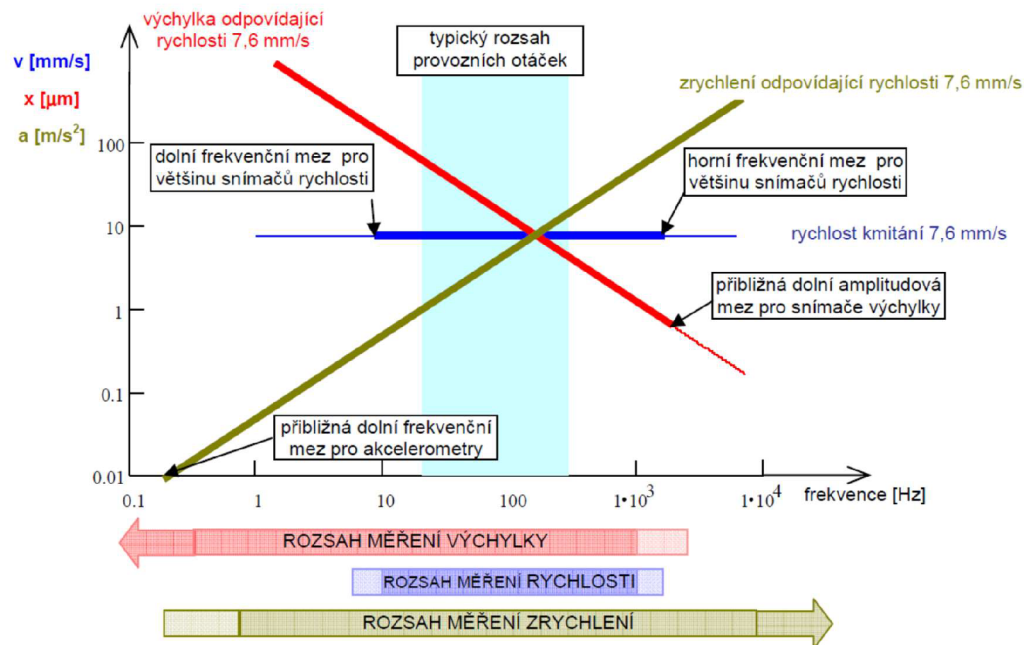 výchylka odpovídající
rychlosti 7,6 mm/s
typický rozsah
provozních otáček
v [mm/s]
x [µm]
a [m/s²]
zrychlení odpovídající rychlosti 7,6 mm/s
100
dolní frekvenční mez pro
většinu snímačů rychlosti
horní frekvenční mez pro
většinu snímačů rychlosti
10
rychlost kmitání 7,6 mm/s
přibližná dolní amplitudová
mez pro snímače výchylky
1
0.1
přibližná dolní frekvenční
mez pro akcelerometry
0.01
0.1
1
10
100
1•10³
1•10⁴
frekvence [Hz]
ROZSAH MĚŘENÍ VÝCHYLKY
ROZSAH MĚŘENÍ RYCHLOSTI
ROZSAH MĚŘENÍ ZRYCHLENÍ